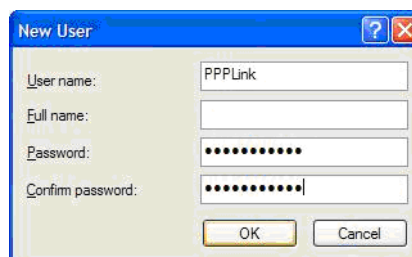 New User
User name: PPPLink
Full name:
Password: •••••••••••
Confirm password: •••••••••••
OK Cancel